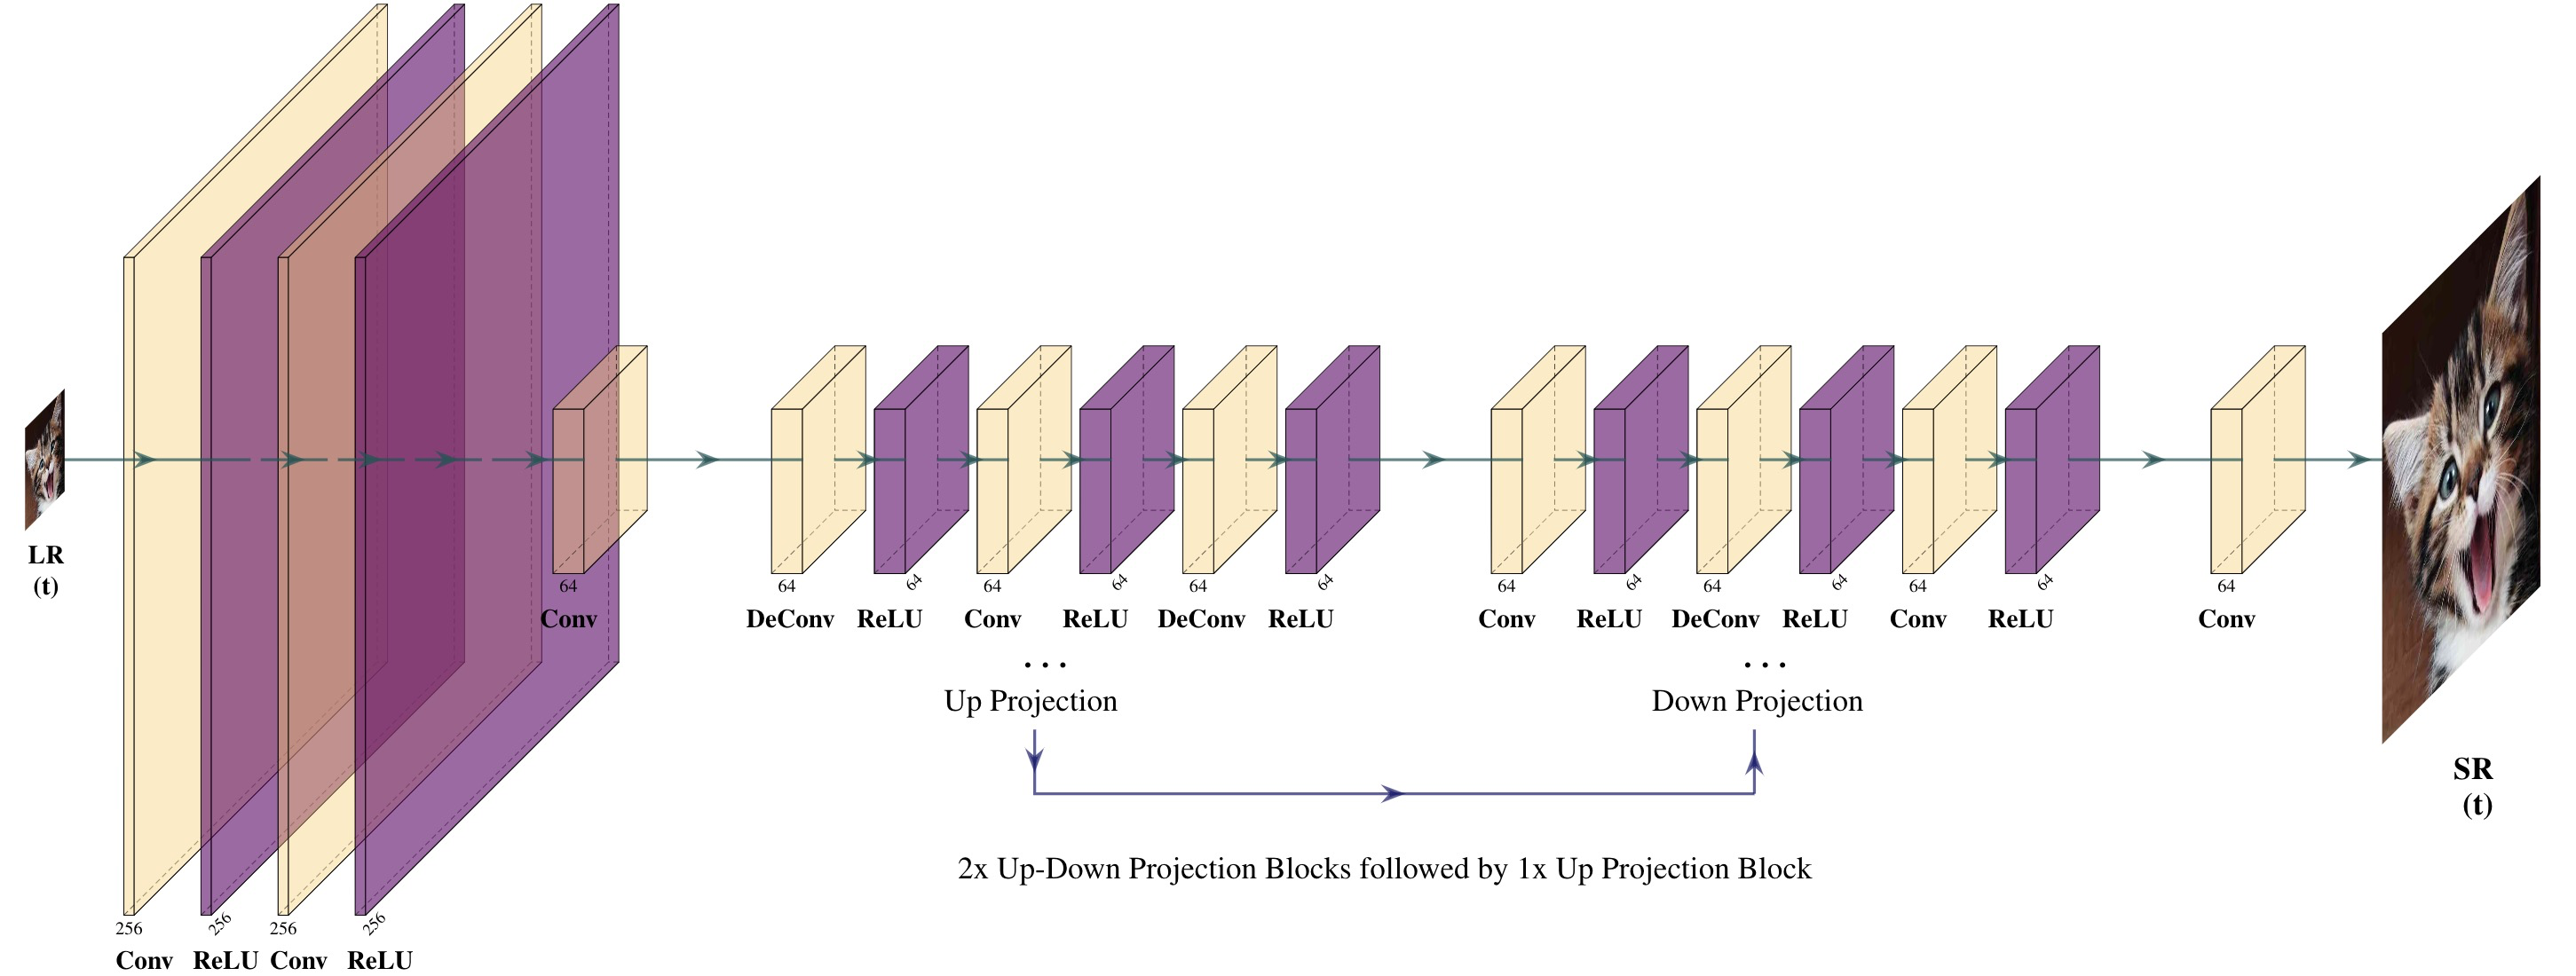 LR
(t)
256 256 256 256
Conv ReLU Conv ReLU
64
Conv
64 64 64 64 64 64
DeConv ReLU Conv ReLU DeConv ReLU
. . .
Up Projection
64 64 64 64 64 64
Conv ReLU DeConv ReLU Conv ReLU
. . .
Down Projection
64
Conv
SR
(t)
2x Up-Down Projection Blocks followed by 1x Up Projection Block